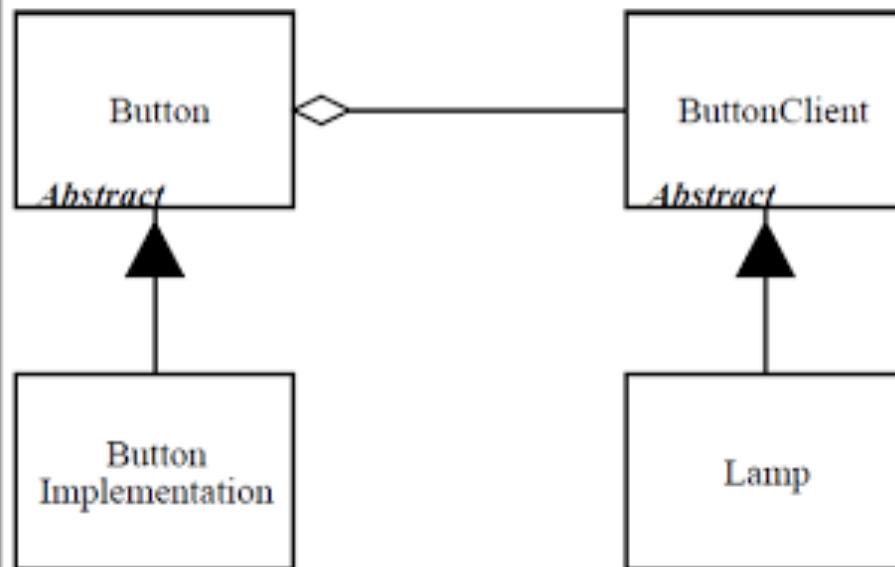 Button
ButtonClient
Abstract
Abstract
Button
Implementation
Lamp